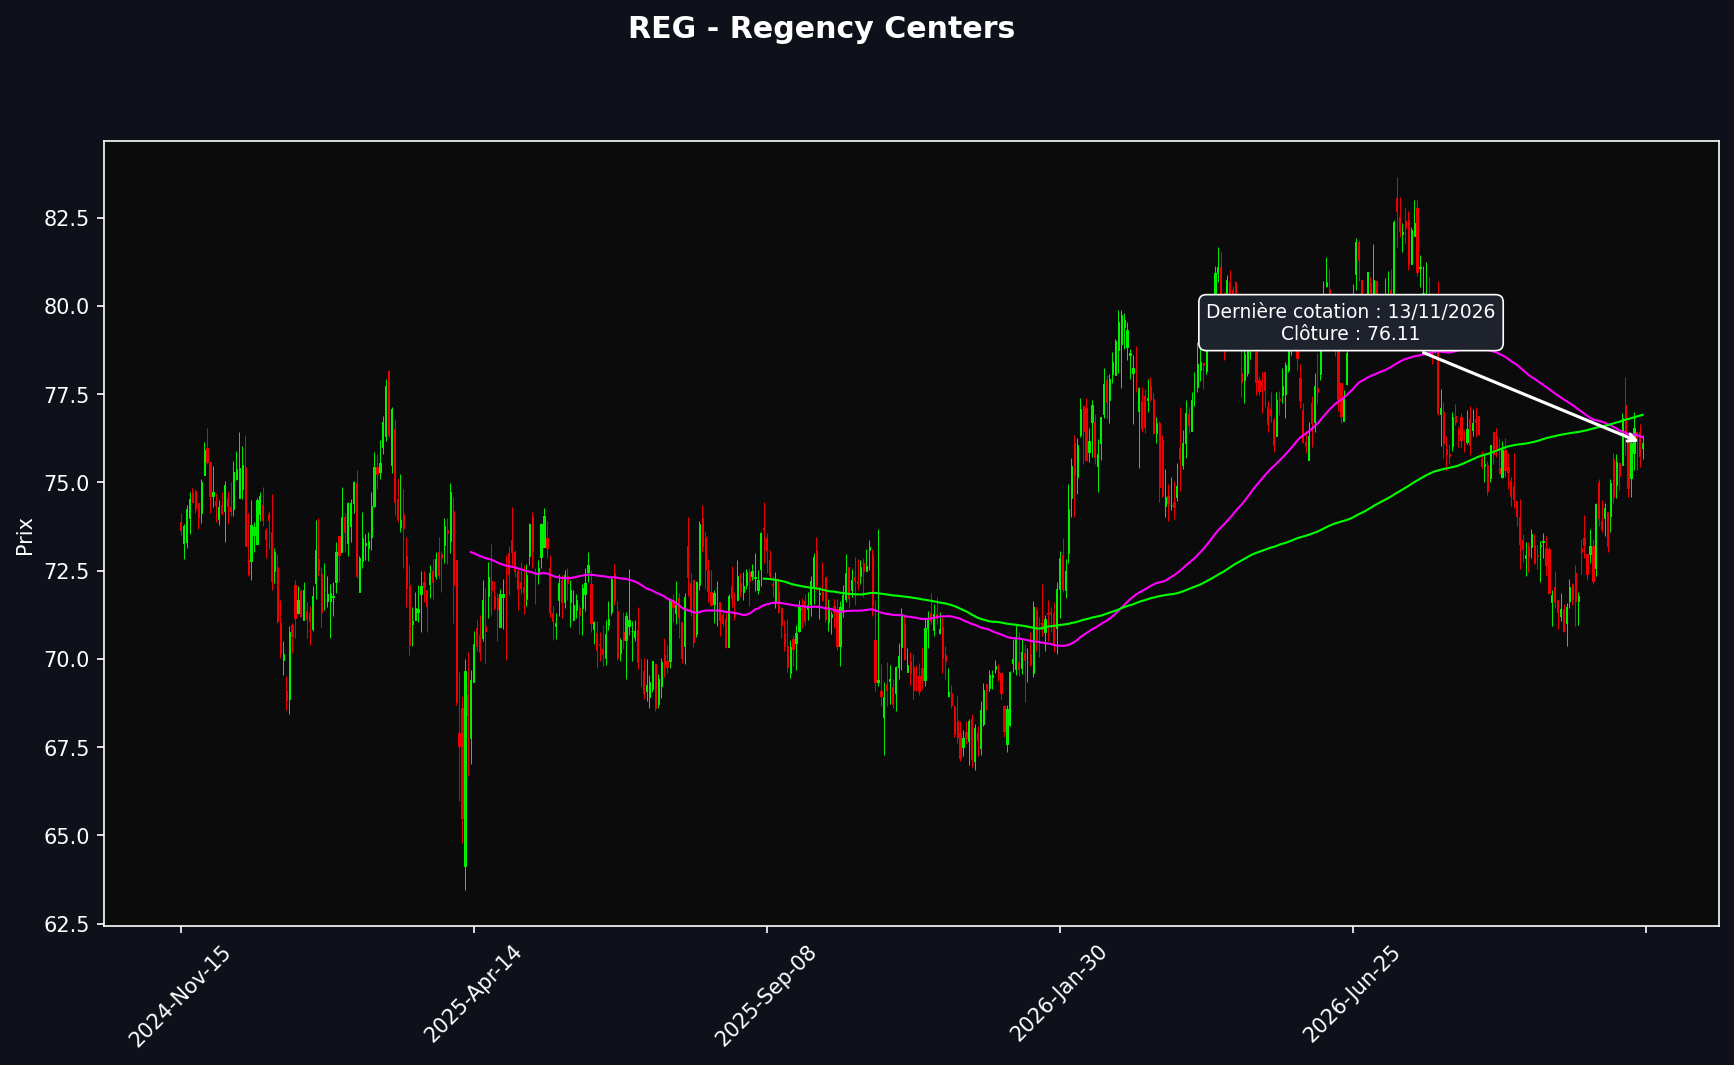 REG - Regency Centers
Prix
82.5
80.0
77.5
75.0
72.5
70.0
67.5
65.0
62.5
Dernière cotation : 13/11/2026
Clôture : 76.11
2024-Nov-15
2025-Apr-14
2025-Sep-08
2026-Jan-30
2026-Jun-25